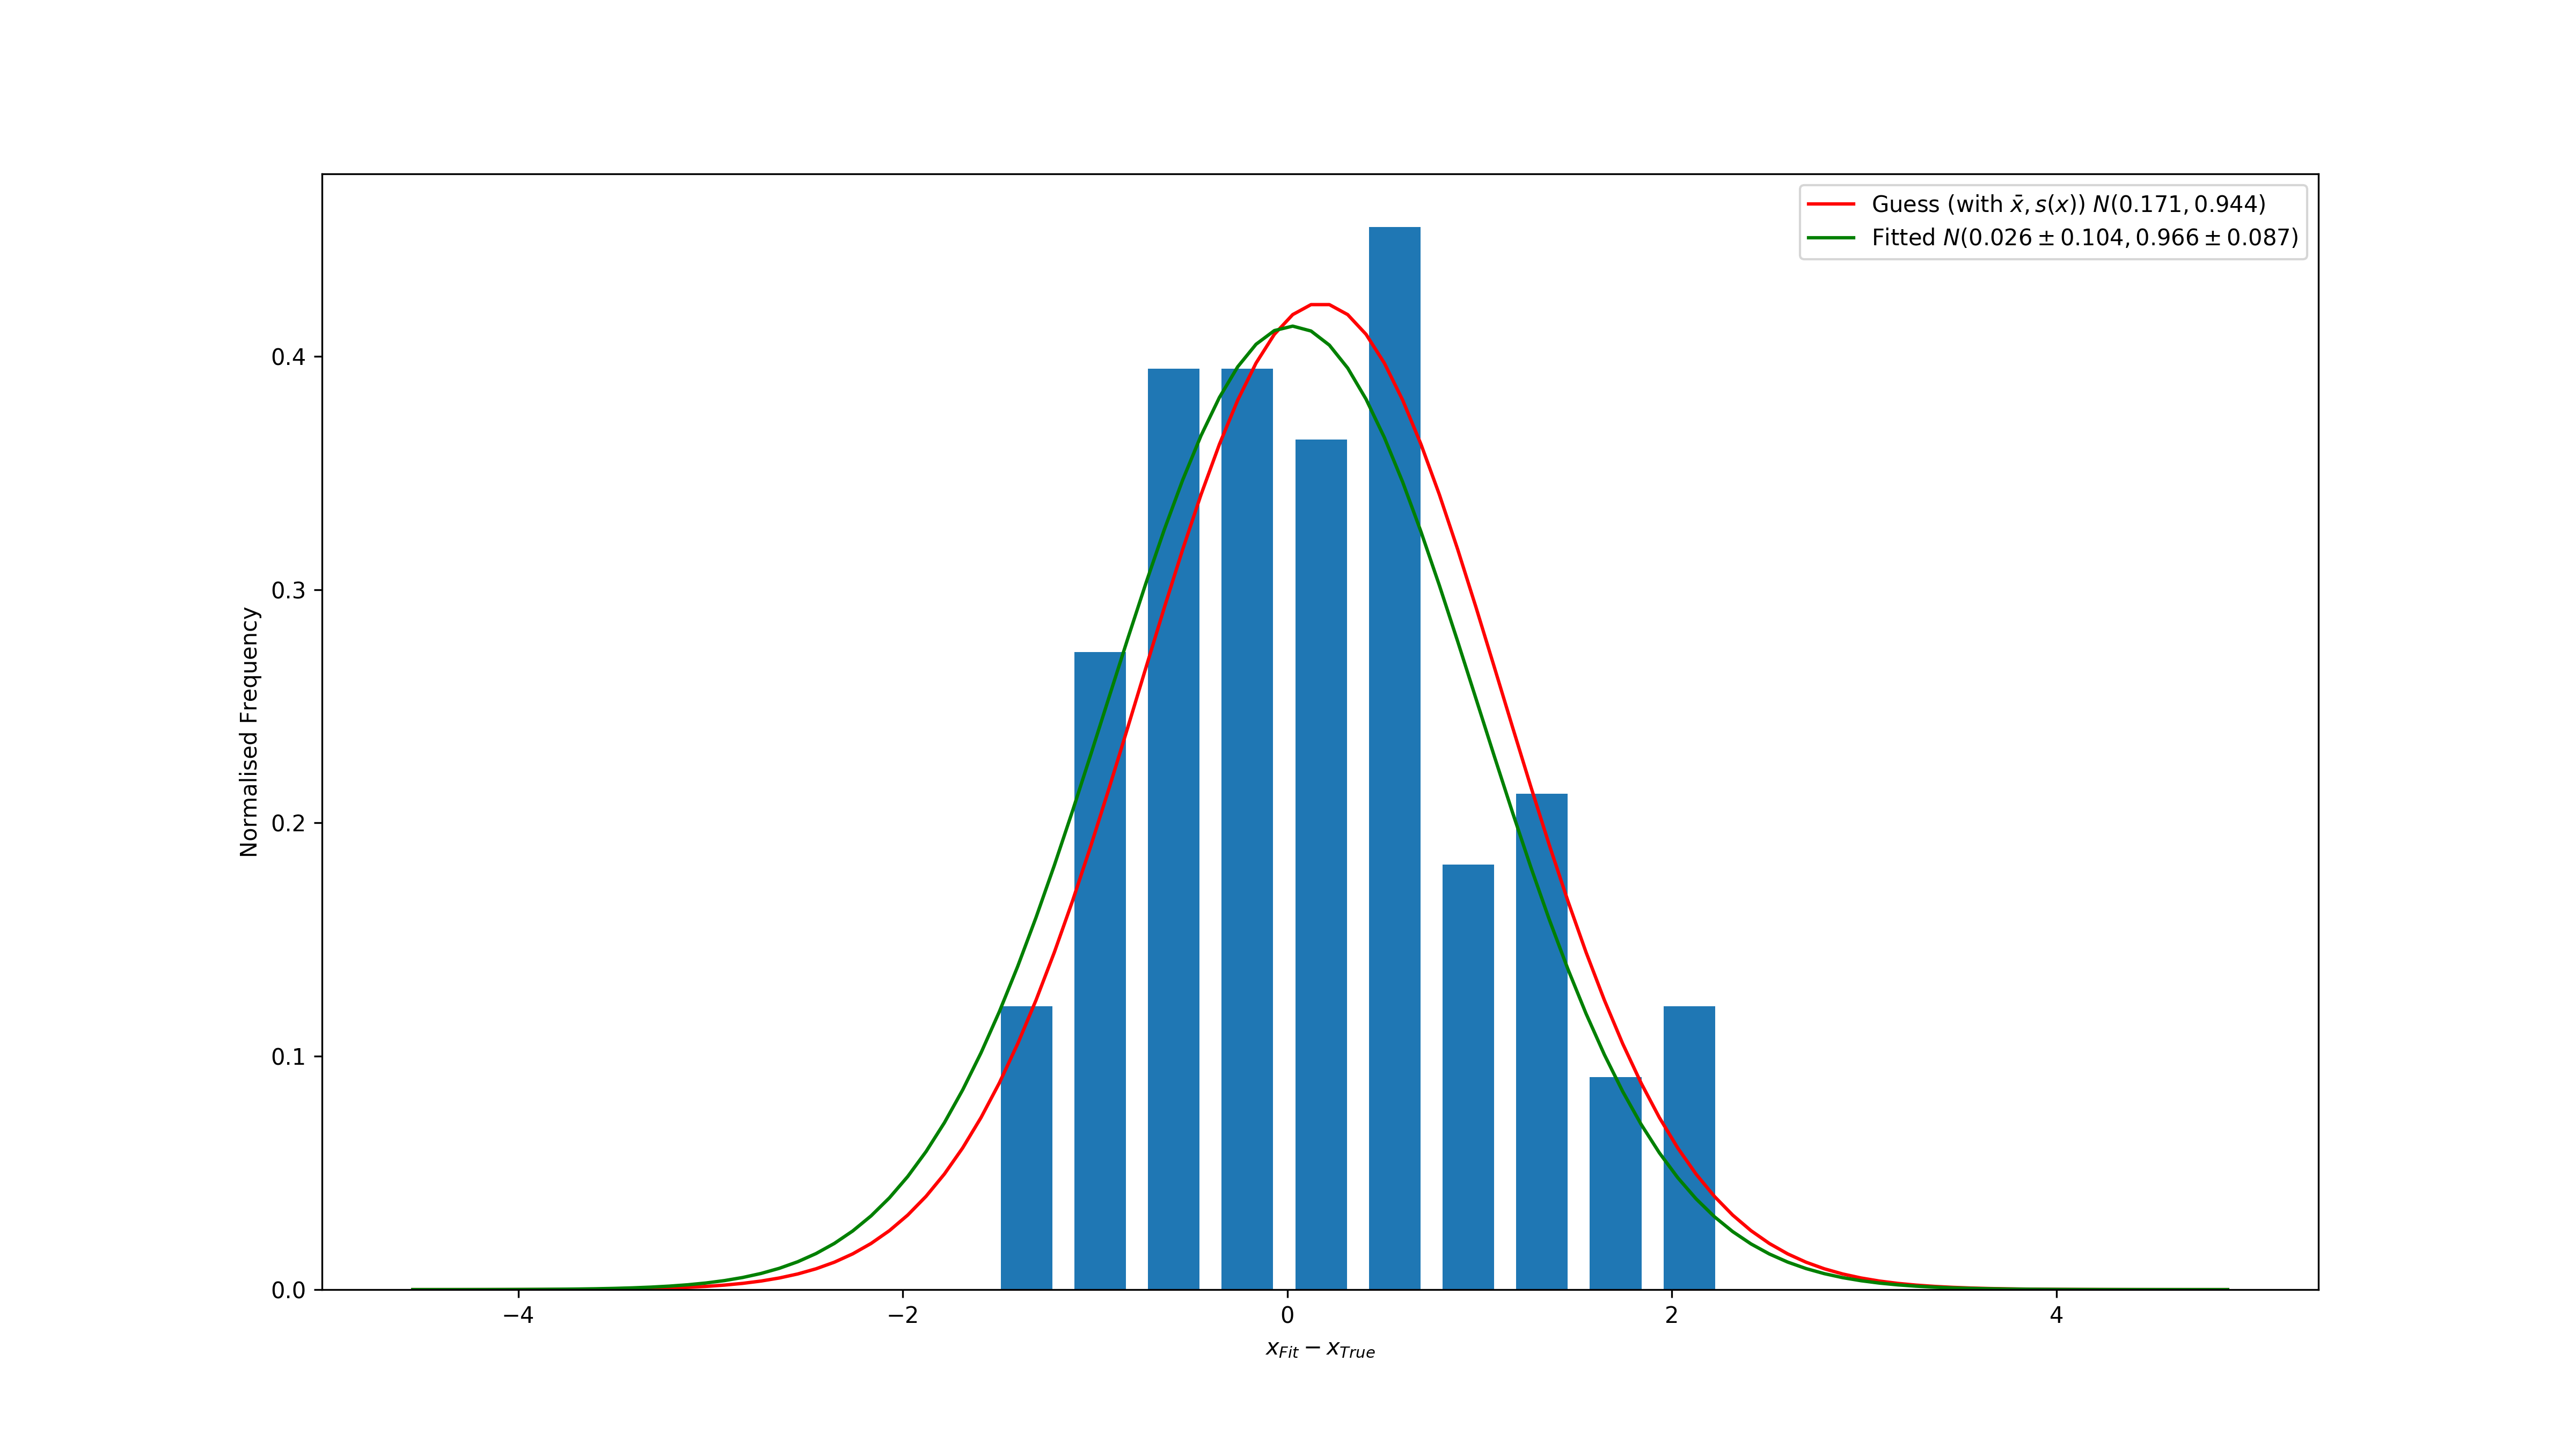 Guess (with x̄, s(x)) N(0.171, 0.944)
Fitted N(0.026 ± 0.104, 0.966 ± 0.087)
Normalised Frequency
0.4
0.3
0.2
0.1
0.0
−4 −2 0 2 4
x_Fit − x_True